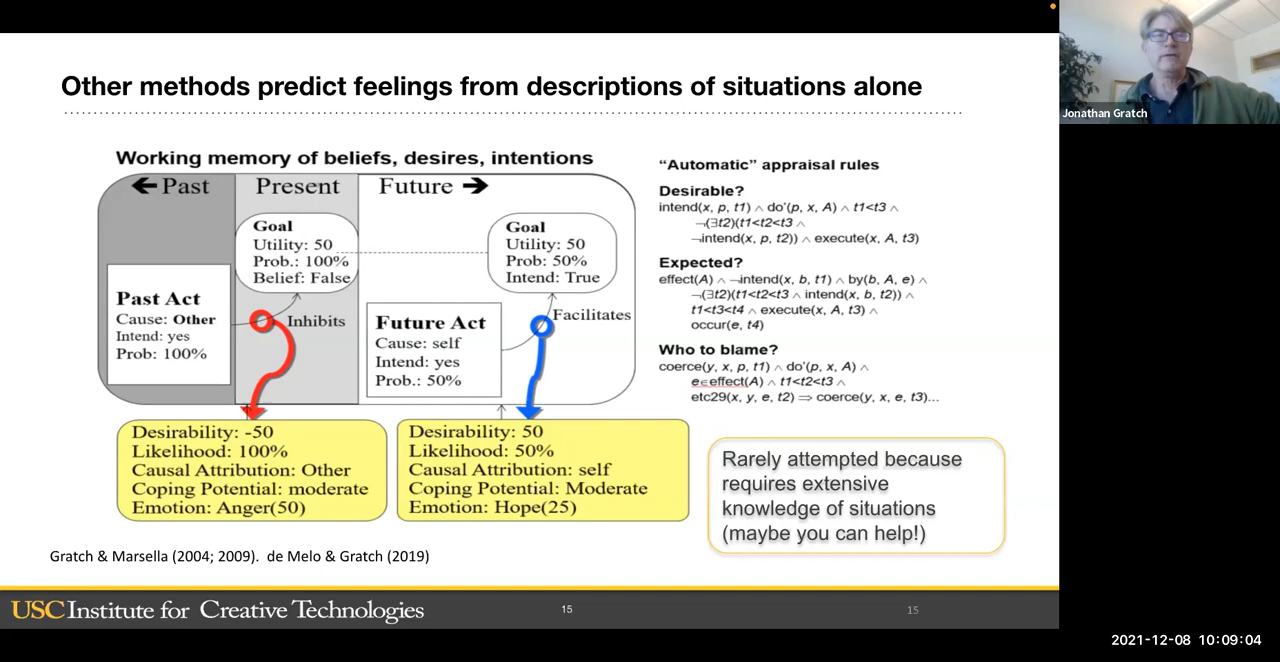 Other methods predict feelings from descriptions of situations alone
Working memory of beliefs, desires, intentions
← Past
Present
Future →
Goal
Utility: 50
Prob.: 100%
Belief: False
Goal
Utility: 50
Prob: 50%
Intend: True
Past Act
Cause: Other
Intend: yes
Prob: 100%
Inhibits
Future Act
Cause: self
Intend: yes
Prob.: 50%
Facilitates
Desirability: -50
Likelihood: 100%
Causal Attribution: Other
Coping Potential: moderate
Emotion: Anger(50)
Desirability: 50
Likelihood: 50%
Causal Attribution: self
Coping Potential: Moderate
Emotion: Hope(25)
“Automatic” appraisal rules
Desirable?
intend(x, p, t1) ∧ do'(p, x, A) ∧ t1<t3 ∧
¬(∃t2)(t1<t2<t3 ∧
¬intend(x, p, t2)) ∧ execute(x, A, t3)
Expected?
effect(A) ∧ ¬intend(x, b, t1) ∧ by(b, A, e) ∧
¬(∃t2)(t1<t2<t3 ∧ intend(x, b, t2)) ∧
t1<t3<t4 ∧ execute(x, A, t3) ∧
occur(e, t4)
Who to blame?
coerce(y, x, p, t1) ∧ do'(p, x, A) ∧
e∈effect(A) ∧ t1<t2<t3 ∧
etc29(x, y, e, t2) ⇒ coerce(y, x, e, t3)...
Rarely attempted because
requires extensive
knowledge of situations
(maybe you can help!)
Gratch & Marsella (2004; 2009).  de Melo & Gratch (2019)
USC Institute for Creative Technologies
15
15
Jonathan Gratch
2021-12-08 10:09:04